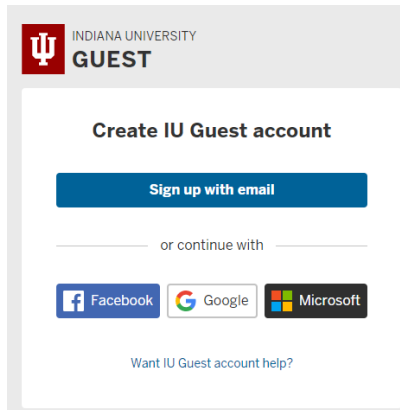 INDIANA UNIVERSITY
GUEST
Create IU Guest account
Sign up with email
or continue with
Facebook Google Microsoft
Want IU Guest account help?